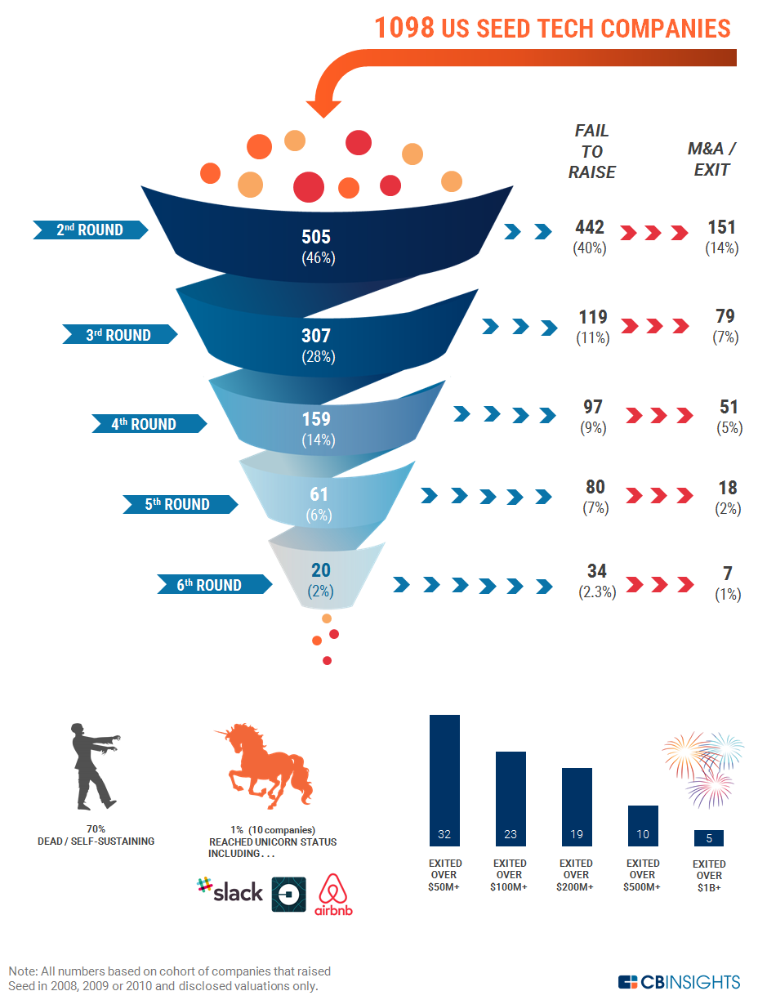 1098 US SEED TECH COMPANIES
FAIL
TO
RAISE
M&A /
EXIT
2nd ROUND
505
(46%)
442
(40%)
151
(14%)
3rd ROUND
307
(28%)
119
(11%)
79
(7%)
4th ROUND
159
(14%)
97
(9%)
51
(5%)
5th ROUND
61
(6%)
80
(7%)
18
(2%)
6th ROUND
20
(2%)
34
(2.3%)
7
(1%)
70%
DEAD / SELF-SUSTAINING
1% (10 companies)
REACHED UNICORN STATUS
INCLUDING . . .
slack
airbnb
32
23
19
10
5
EXITED
OVER
$50M+
EXITED
OVER
$100M+
EXITED
OVER
$200M+
EXITED
OVER
$500M+
EXITED
OVER
$1B+
Note: All numbers based on cohort of companies that raised
Seed in 2008, 2009 or 2010 and disclosed valuations only.
CBINSIGHTS